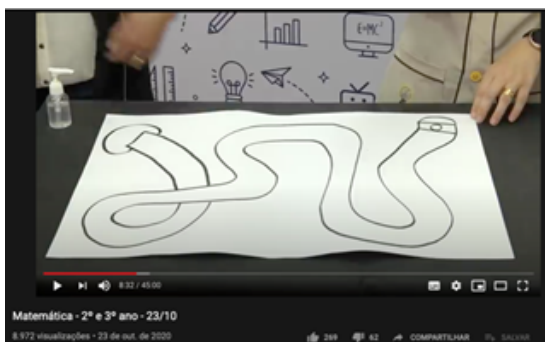 E=MC²
8:32 / 45:00
Matemática - 2º e 3º ano - 23/10
8.972 visualizações • 23 de out. de 2020
269
62
COMPARTILHAR
SALVAR